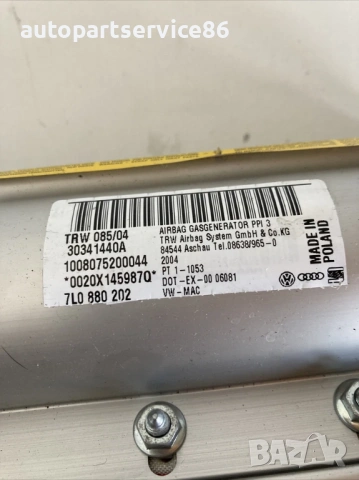 autopartservice86
TRW 085/04
30341440A
1008075200044
*0020X145987Q*
7L0 880 202
AIRBAG GASGENERATOR PPI 3
TRW Airbag System GmbH & Co.KG
84544 Aschau Tel.08638/965-0
2004
PT 1-1053
DOT-EX-00 06081
VW-MAC
MADE IN
POLAND
BAZAR